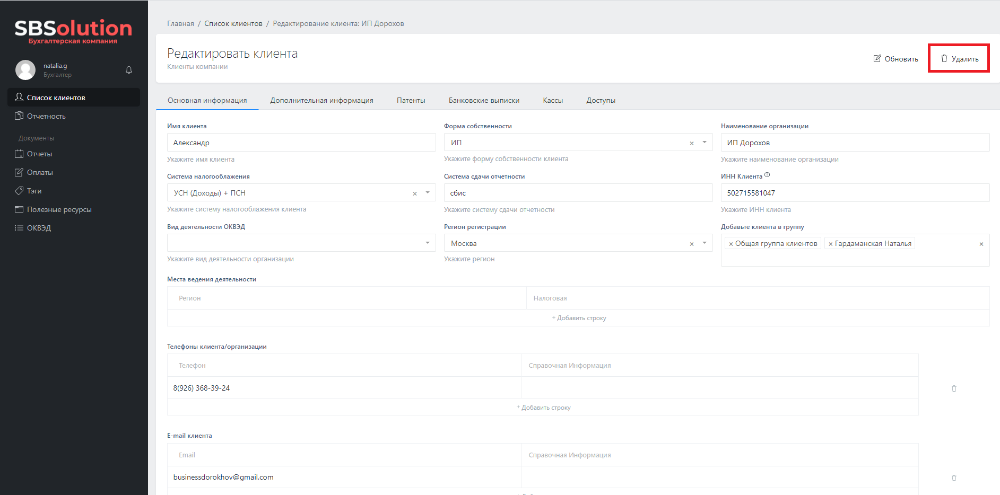 SBSolution
Бухгалтерская компания
natalia.g
Бухгалтер
Список клиентов
Отчетность
Документы
Отчеты
Оплаты
Тэги
Полезные ресурсы
ОКВЭД
Главная / Список клиентов / Редактирование клиента: ИП Дорохов
Редактировать клиента
Клиенты компании
Обновить
Удалить
Основная информация
Дополнительная информация
Патенты
Банковские выписки
Кассы
Доступы
Имя клиента
Александр
Укажите имя клиента
Форма собственности
ИП
Укажите форму собственности клиента
Наименование организации
ИП Дорохов
Укажите наименование организации
Система налогооблажения
УСН (Доходы) + ПСН
Укажите систему налогооблажения клиента
Система сдачи отчетности
сбис
Укажите систему сдачи отчетности
ИНН Клиента
502715581047
Укажите ИНН клиента
Вид деятельности ОКВЭД
Укажите вид деятельности организации
Регион регистрации
Москва
Укажите регион
Добавьте клиента в группу
× Общая группа клиентов × Гардаманская Наталья
Места ведения деятельности
Регион
Налоговая
+ Добавить строку
Телефоны клиента/организации
Телефон
Справочная Информация
8(926) 368-39-24
+ Добавить строку
E-mail клиента
Email
Справочная Информация
businessdorokhov@gmail.com